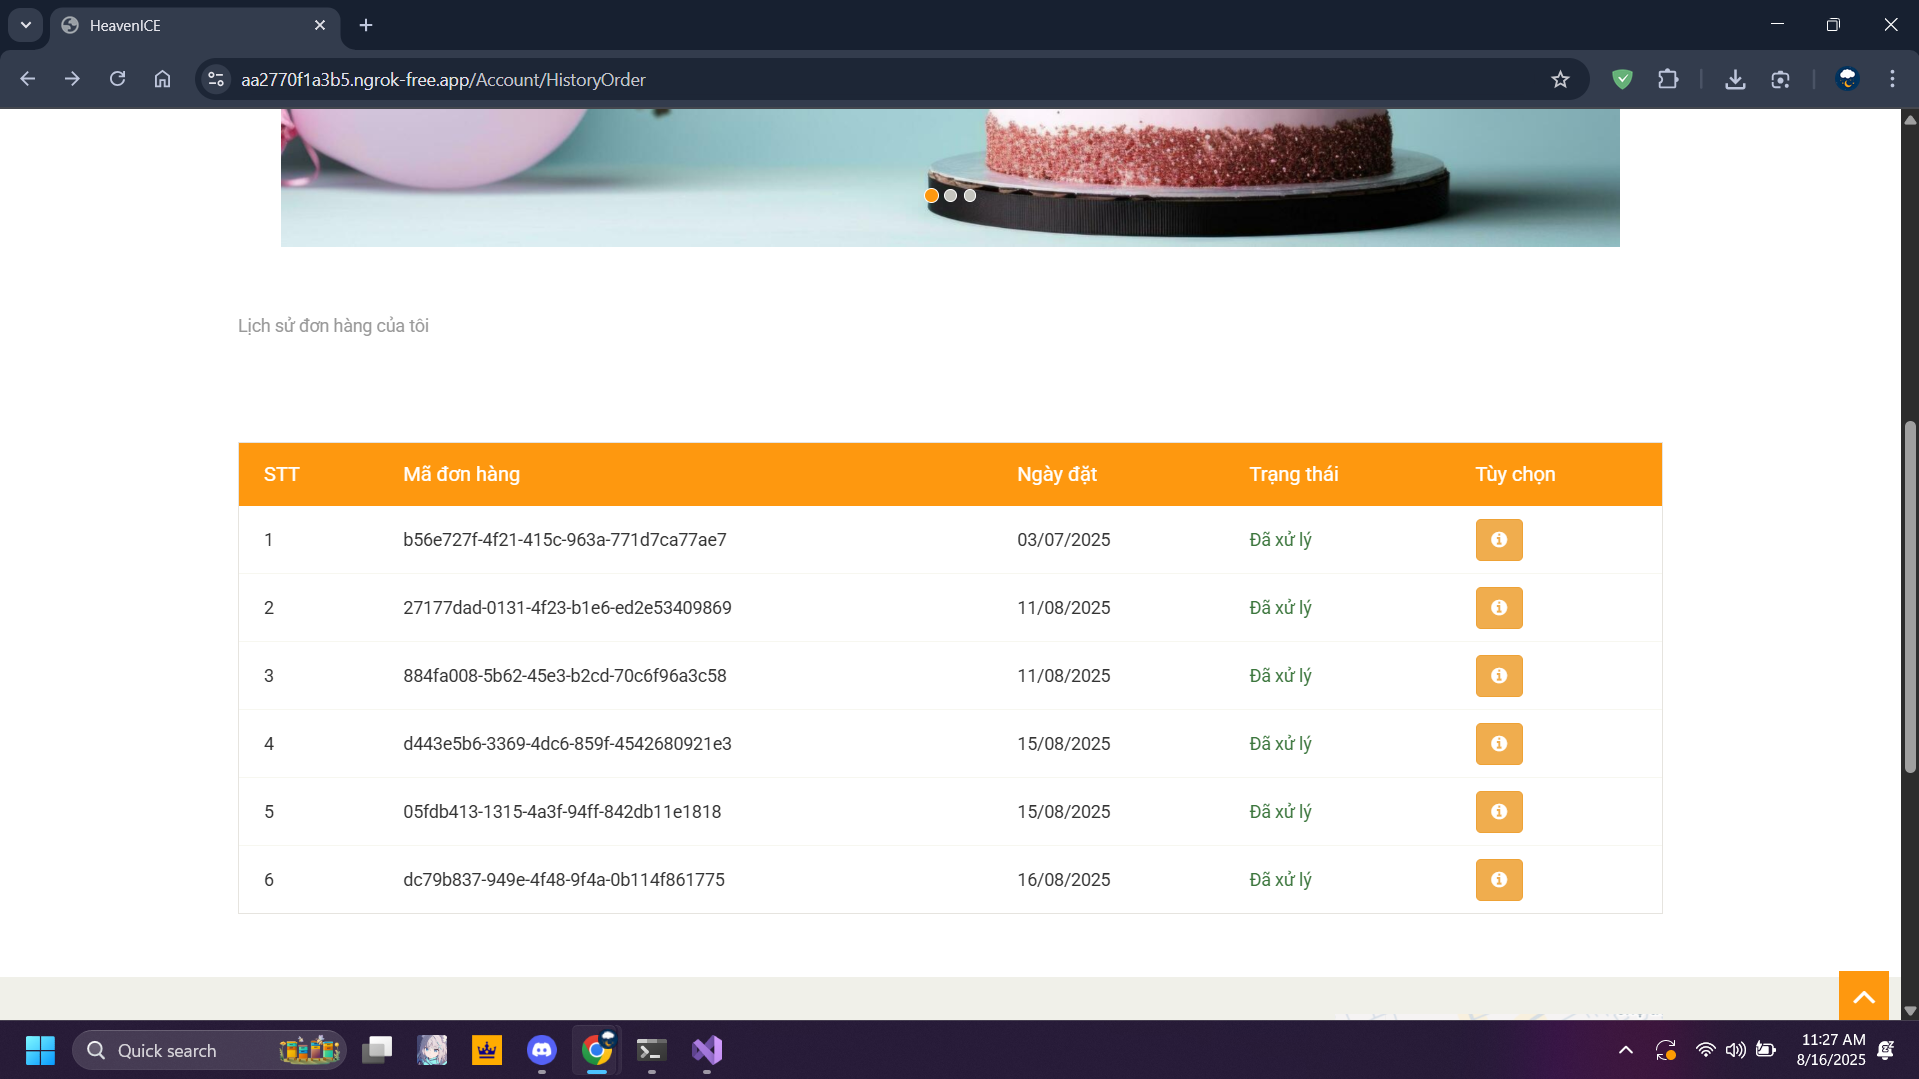 HeavenICE
aa2770f1a3b5.ngrok-free.app/Account/HistoryOrder
Lịch sử đơn hàng của tôi
STT Mã đơn hàng Ngày đặt Trạng thái Tùy chọn
1 b56e727f-4f21-415c-963a-771d7ca77ae7 03/07/2025 Đã xử lý
2 27177dad-0131-4f23-b1e6-ed2e53409869 11/08/2025 Đã xử lý
3 884fa008-5b62-45e3-b2cd-70c6f96a3c58 11/08/2025 Đã xử lý
4 d443e5b6-3369-4dc6-859f-4542680921e3 15/08/2025 Đã xử lý
5 05fdb413-1315-4a3f-94ff-842db11e1818 15/08/2025 Đã xử lý
6 dc79b837-949e-4f48-9f4a-0b114f861775 16/08/2025 Đã xử lý
Quick search
11:27 AM
8/16/2025